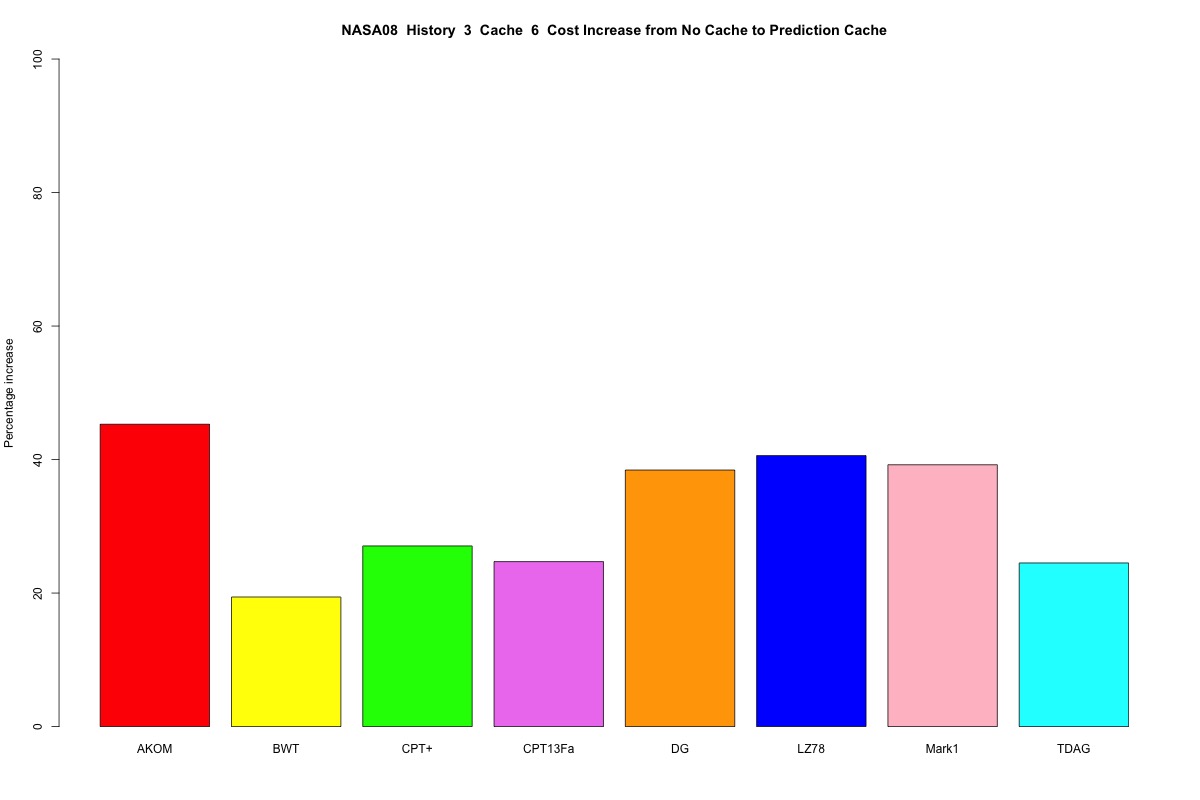 NASA08  History  3  Cache  6  Cost Increase from No Cache to Prediction Cache
Percentage increase
100
80
60
40
20
0
AKOM BWT CPT+ CPT13Fa DG LZ78 Mark1 TDAG